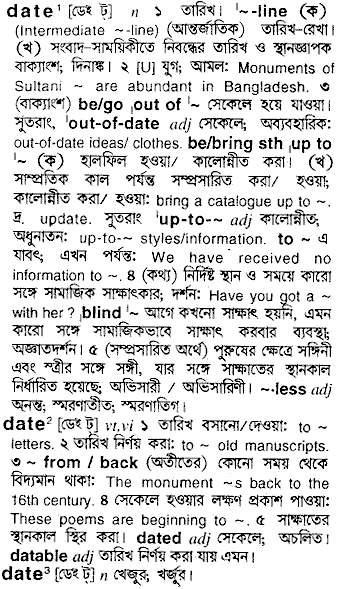 date¹ [ডেইট্] n ১ তারিখ। ~-line (ক)
(Intermediate ~-line) (আন্তর্জাতিক) তারিখ-রেখা।
(খ) সংবাদ-সাময়িকীতে নিবন্ধের তারিখ ও স্থানজ্ঞাপক
বাক্যাংশ; দিনাঙ্ক। ২ [U] যুগ; আমল: Monuments of
Sultani ~ are abundant in Bangladesh. ৩
(বাক্যাংশ) be/go ˌout of ˈ~ সেকেলে হয়ে যাওয়া।
সুতরাং, ˈout-of-date adj সেকেলে; অব্যবহারিক:
out-of-date ideas/ clothes. be/bring sth ˌup to
ˈ~ (ক) হালফিল হওয়া/ কালোন্নীত করা। (খ)
সাম্প্রতিক কাল পর্যন্ত সম্প্রসারিত করা/ হওয়া;
কালোন্নীত করা/ হওয়া: bring a catalogue up to ~.
দ্র. update. সুতরাং ˈup-to-~ adj কালোন্নীত;
অধুনাতন: up-to-~ styles/information. to ~ এ
যাবৎ; এখন পর্যন্ত: We have received no
information to ~. ৪ (কথ্য) নির্দিষ্ট স্থান ও সময়ে কারো
সঙ্গে সামাজিক সাক্ষাৎকার; দর্শন: Have you got a ~
with her ? ˌblind ˈ~ আগে কখনো সাক্ষাৎ হয়নি, এমন
কারো সঙ্গে সামাজিকভাবে সাক্ষাৎ করবার ব্যবস্থা;
অজ্ঞাতদর্শন। ৫ (সম্প্রসারিত অর্থে) পুরুষের ক্ষেত্রে সঙ্গিনী
এবং স্ত্রীর সঙ্গে সঙ্গী, যার সঙ্গে সাক্ষাতের স্থানকাল
নির্ধারিত হয়েছে; অভিসারী / অভিসারিণী। ~-less adj
অনন্ত; স্মরণাতীত; স্মরণাতিগ।
date² [ডেইট্] vt,vi ১ তারিখ বসানো/দেওয়া: to ~
letters. ২ তারিখ নির্ণয় করা: to ~ old manuscripts.
৩ ~ from / back (অতীতের) কোনো সময় থেকে
বিদ্যমান থাকা: The monument ~s back to the
16th century. ৪ সেকেলে হওয়ার লক্ষণ প্রকাশ পাওয়া:
These poems are beginning to ~. ৫ সাক্ষাতের
স্থানকাল স্থির করা। dated adj সেকেলে; অচলিত।
datable adj তারিখ নির্ণয় করা যায় এমন।
date³ [ডেইট্] n খেজুর; খর্জুর।